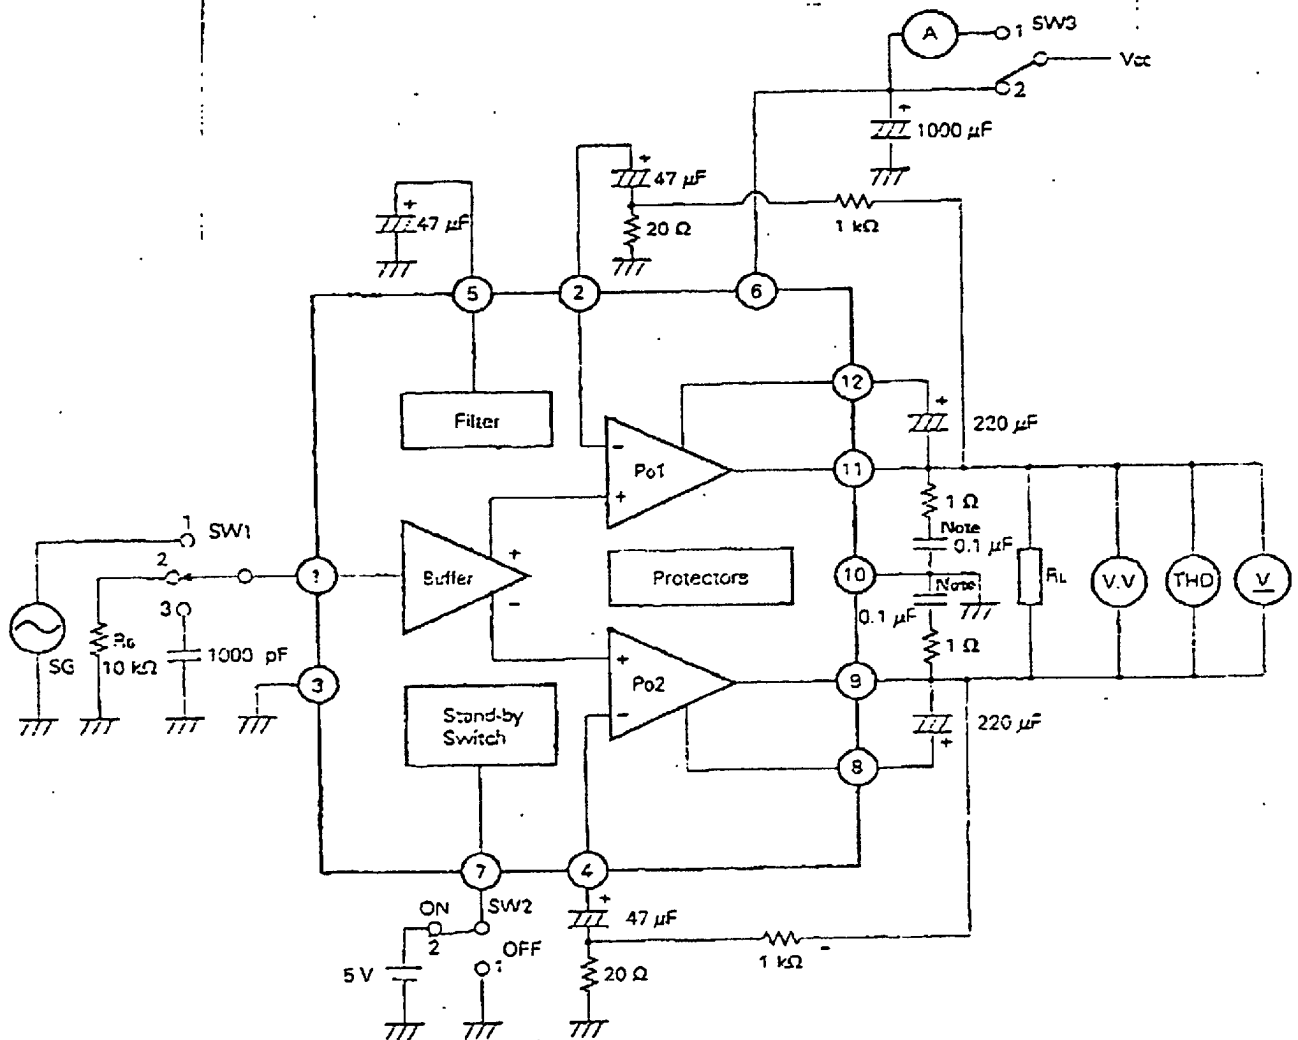 A
1 SW3
Vcc
2
+
1000 μF
+
47 μF
+
47 μF
20 Ω
1 kΩ
5
2
6
12
+
220 μF
Filter
−
Po1
+
11
1 Ω
Note
0.1 μF
1
SW1
2
3
1
Buffer
+
−
Protectors
10
Note
0.1 μF
RL
V.V
THD
V
SG
RG
10 kΩ
1000 pF
3
+
Po2
−
9
1 Ω
220 μF
+
Stand-by
Switch
8
7
4
ON
SW2
2
OFF
1
5 V
+
47 μF
20 Ω
1 kΩ